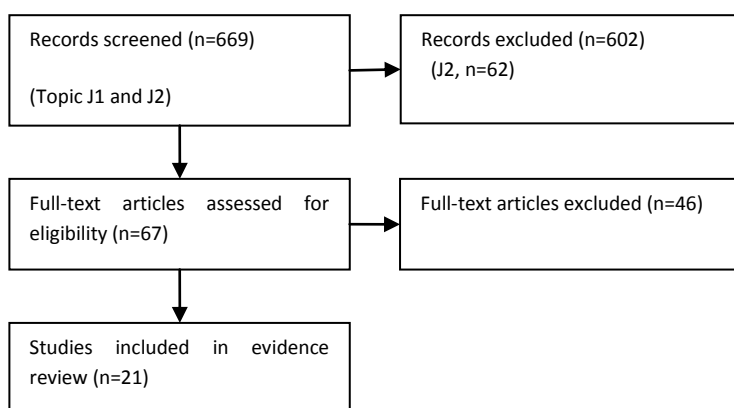 Records screened (n=669)
(Topic J1 and J2)
Records excluded (n=602)
(J2, n=62)
Full-text articles assessed for
eligibility (n=67)
Full-text articles excluded (n=46)
Studies included in evidence
review (n=21)